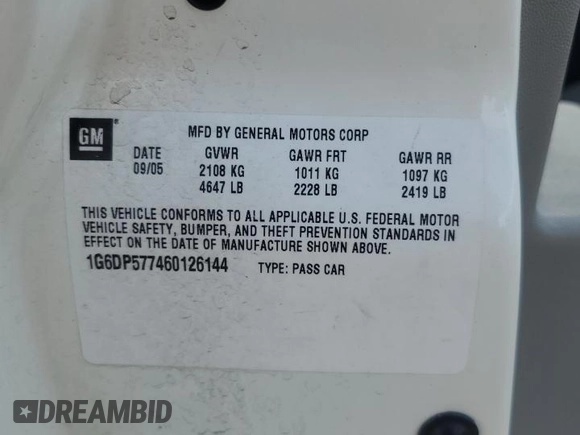 GM®
MFD BY GENERAL MOTORS CORP
DATE GVWR GAWR FRT GAWR RR
09/05 2108 KG 1011 KG 1097 KG
4647 LB 2228 LB 2419 LB
THIS VEHICLE CONFORMS TO ALL APPLICABLE U.S. FEDERAL MOTOR
VEHICLE SAFETY, BUMPER, AND THEFT PREVENTION STANDARDS IN
EFFECT ON THE DATE OF MANUFACTURE SHOWN ABOVE.
1G6DP577460126144 TYPE: PASS CAR
DREAMBID